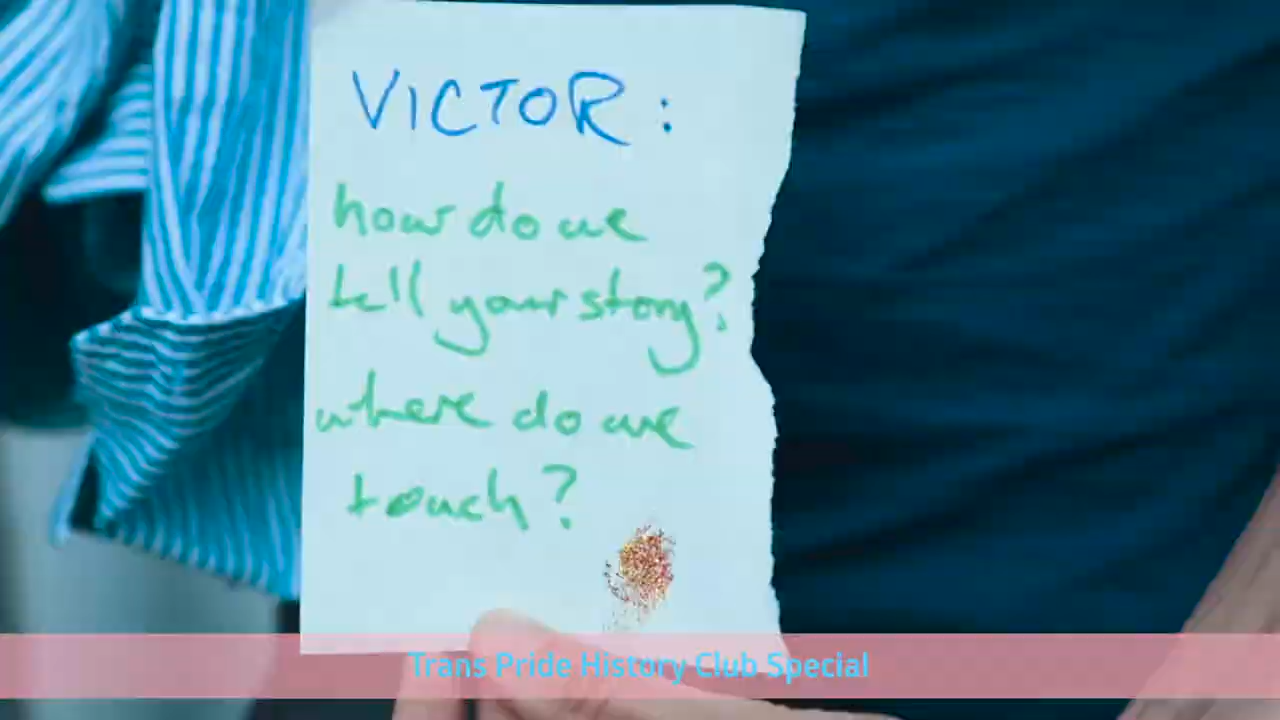 VICTOR:
how do we
tell your story?
where do we
touch?
Trans Pride History Club Special